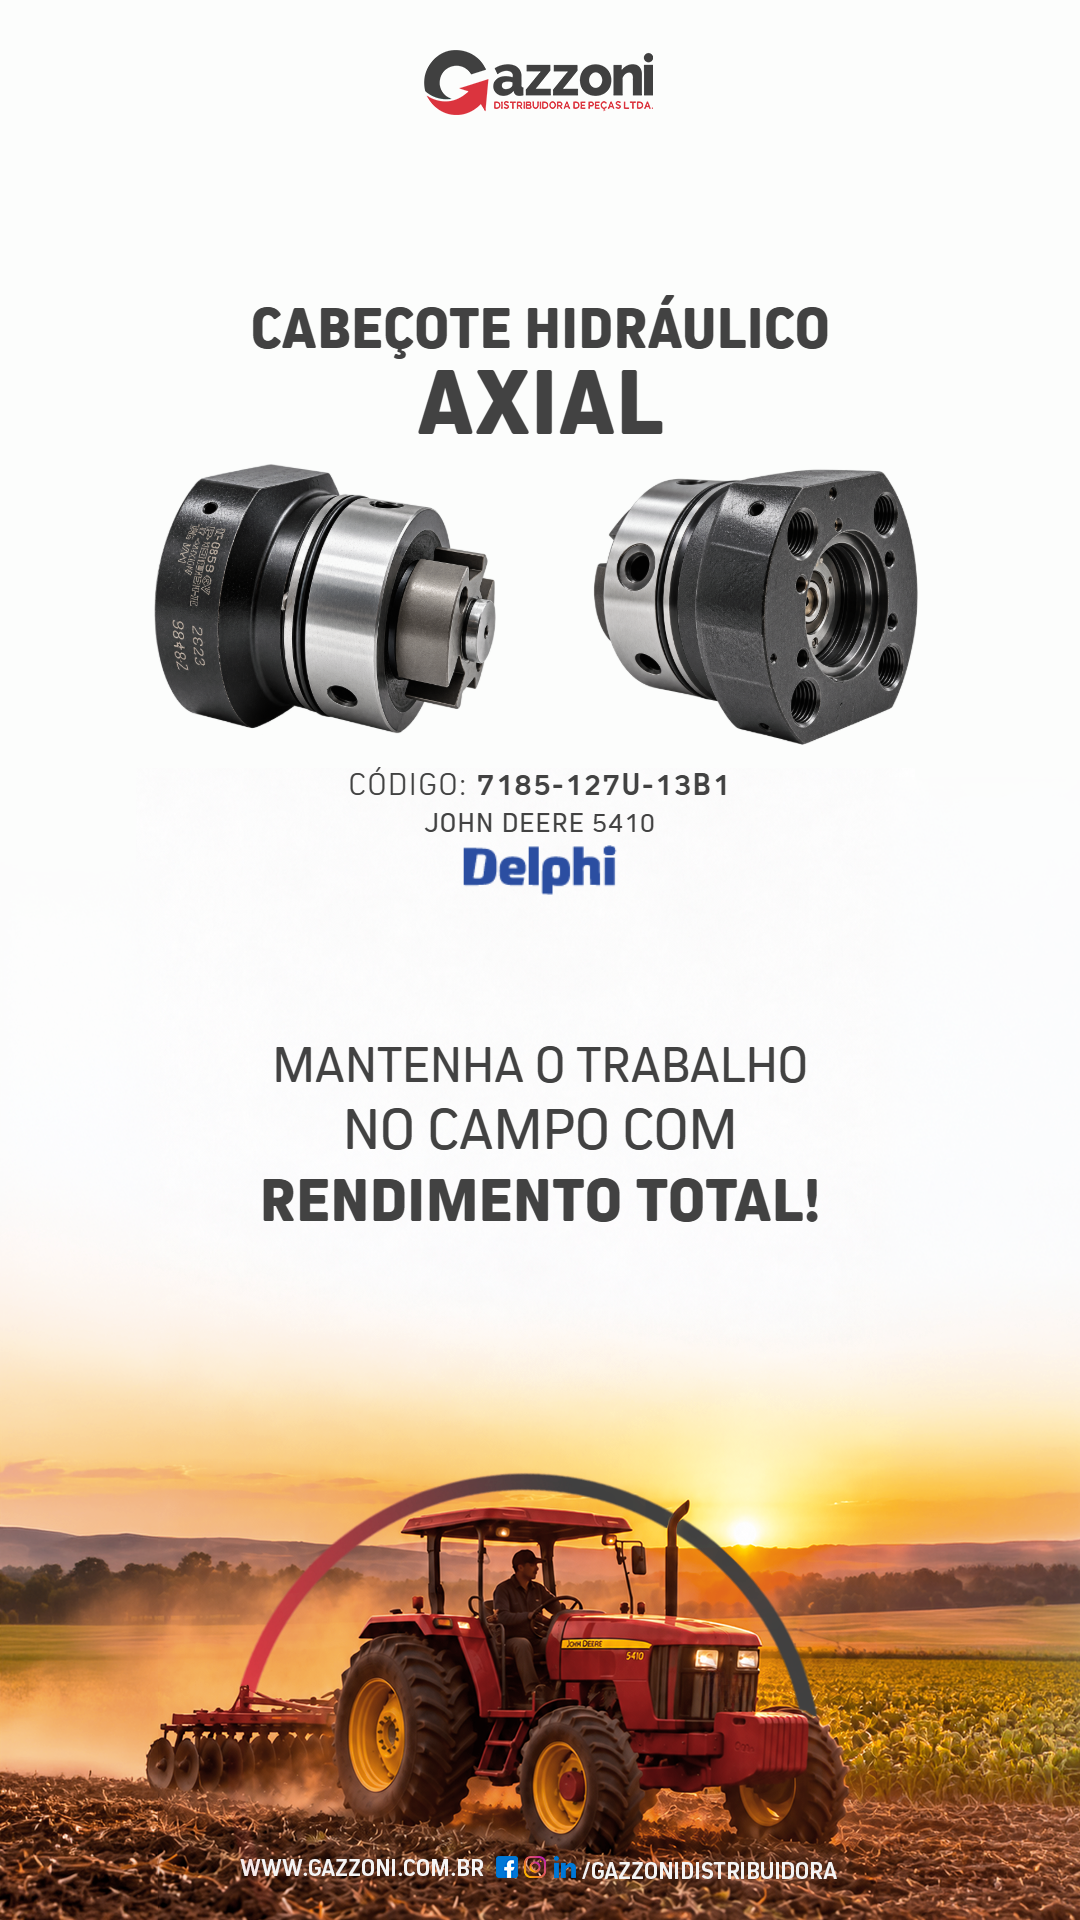 Gazzoni
DISTRIBUIDORA DE PEÇAS LTDA.
CABEÇOTE HIDRÁULICO
AXIAL
2623
98482
CÓDIGO: 7185-127U-13B1
JOHN DEERE 5410
Delphi
MANTENHA O TRABALHO
NO CAMPO COM
RENDIMENTO TOTAL!
JOHN DEERE
5410
WWW.GAZZONI.COM.BR /GAZZONIDISTRIBUIDORA